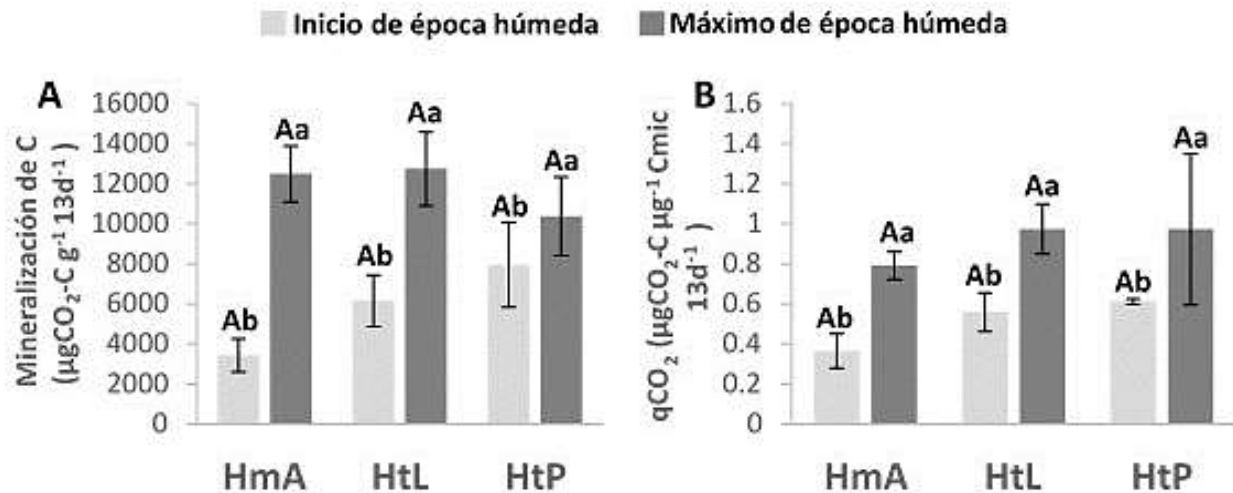 Inicio de época húmeda
Máximo de época húmeda
A
Mineralización de C
(µgCO₂-C g⁻¹ 13d⁻¹)
16000
14000
12000
10000
8000
6000
4000
2000
0
Ab
Aa
Ab
Aa
Ab
Aa
HmA
HtL
HtP
B
qCO₂ (µgCO₂-C µg⁻¹ Cmic
13d⁻¹ )
1.6
1.4
1.2
1
0.8
0.6
0.4
0.2
0
Ab
Aa
Ab
Aa
Ab
Aa
HmA
HtL
HtP